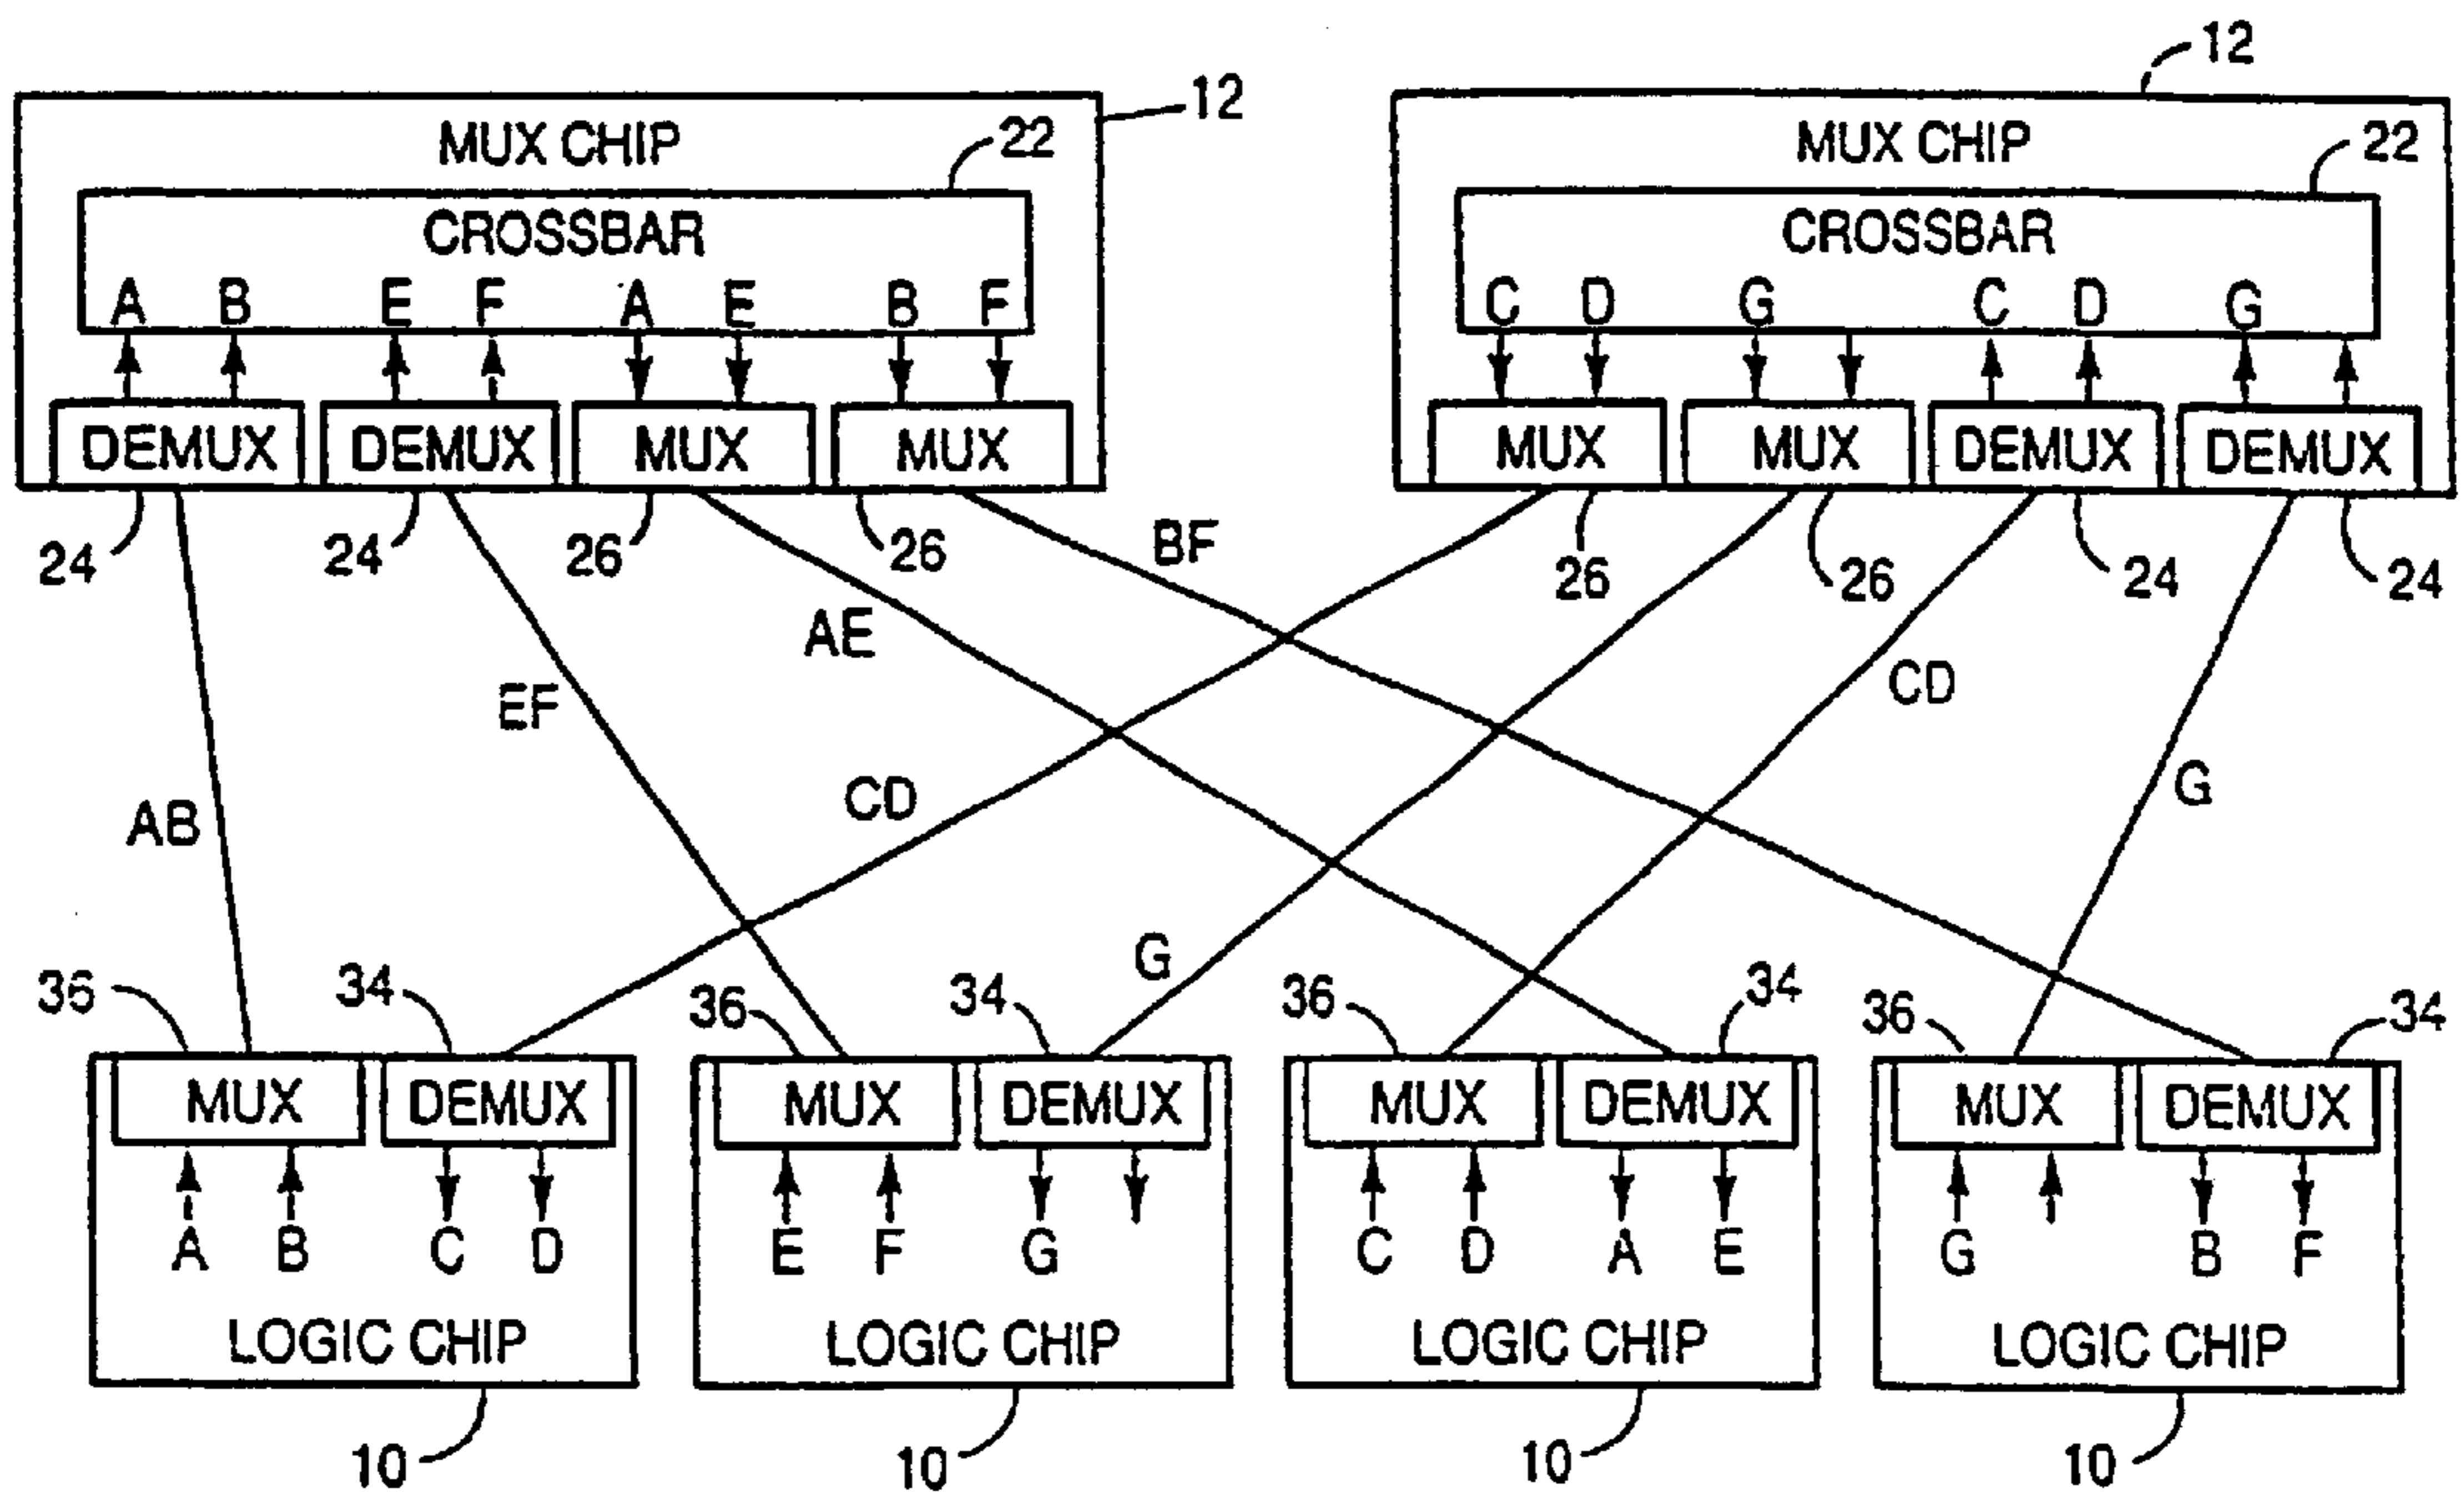 12
12
MUX CHIP
22
MUX CHIP
22
CROSSBAR
CROSSBAR
A B E F A E B F
C D G C D G
DEMUX DEMUX MUX MUX
MUX MUX DEMUX DEMUX
24 24 26 26
BF
26 26 24 24
AE
EF
CD
CD
G
AB
G
36 34 36 34 36 34 36 34
MUX DEMUX
MUX DEMUX
MUX DEMUX
MUX DEMUX
A B C D
E F G
C D A E
G B F
LOGIC CHIP
LOGIC CHIP
LOGIC CHIP
LOGIC CHIP
10 10 10 10